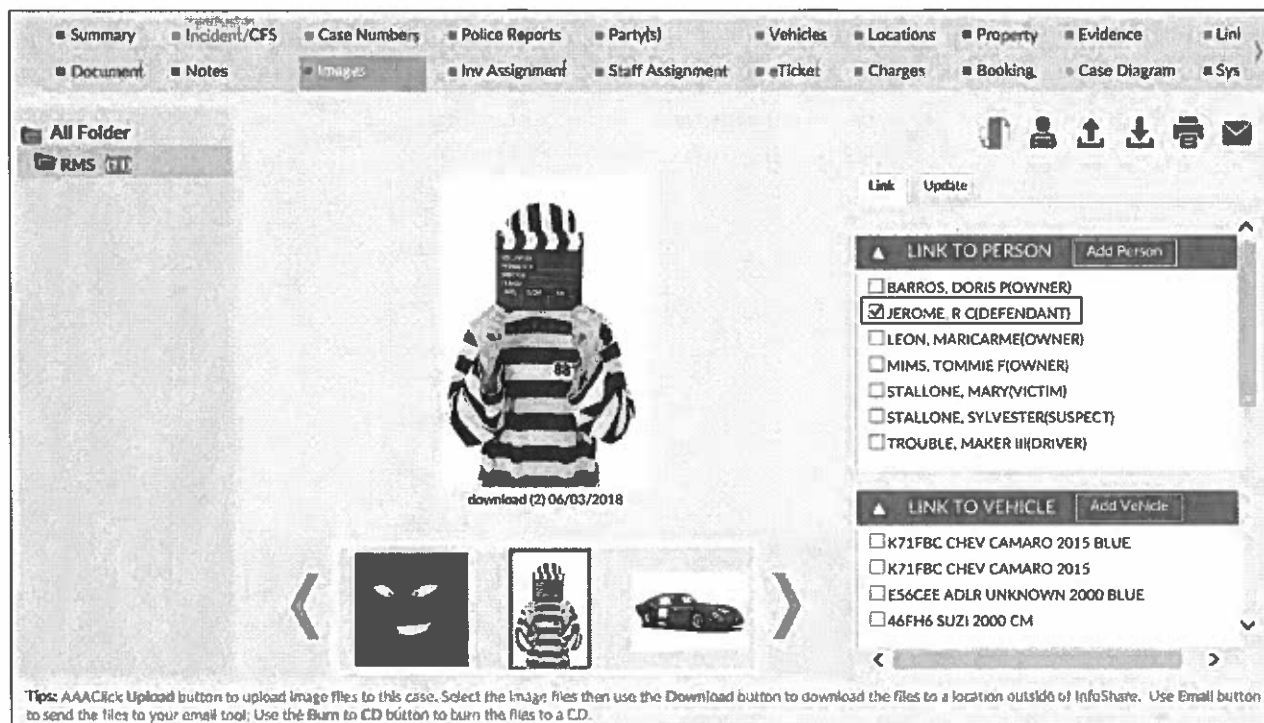 Summary Incident/CFS Case Numbers Police Reports Party(s) Vehicles Locations Property Evidence Linl
Document Notes Images Inv Assignment Staff Assignment eTicket Charges Booking Case Diagram Sys
All Folder
RMS
Link Update
LINK TO PERSON Add Person
BARROS, DORIS P(OWNER)
JEROME, R C(DEFENDANT)
LEON, MARICARME(OWNER)
MIMS, TOMMIE F(OWNER)
STALLONE, MARY(VICTIM)
STALLONE, SYLVESTER(SUSPECT)
TROUBLE, MAKER III(DRIVER)
88
download (2) 06/03/2018
LINK TO VEHICLE Add Vehicle
K71FBC CHEV CAMARO 2015 BLUE
K71FBC CHEV CAMARO 2015
E56CEE ADLR UNKNOWN 2000 BLUE
46FH6 SUZI 2000 CM
Tips: AAAClick Upload button to upload image files to this case. Select the image files then use the Download button to download the files to a location outside of InfoShare. Use Email button
to send the files to your email tool; Use the Burn to CD button to burn the files to a CD.